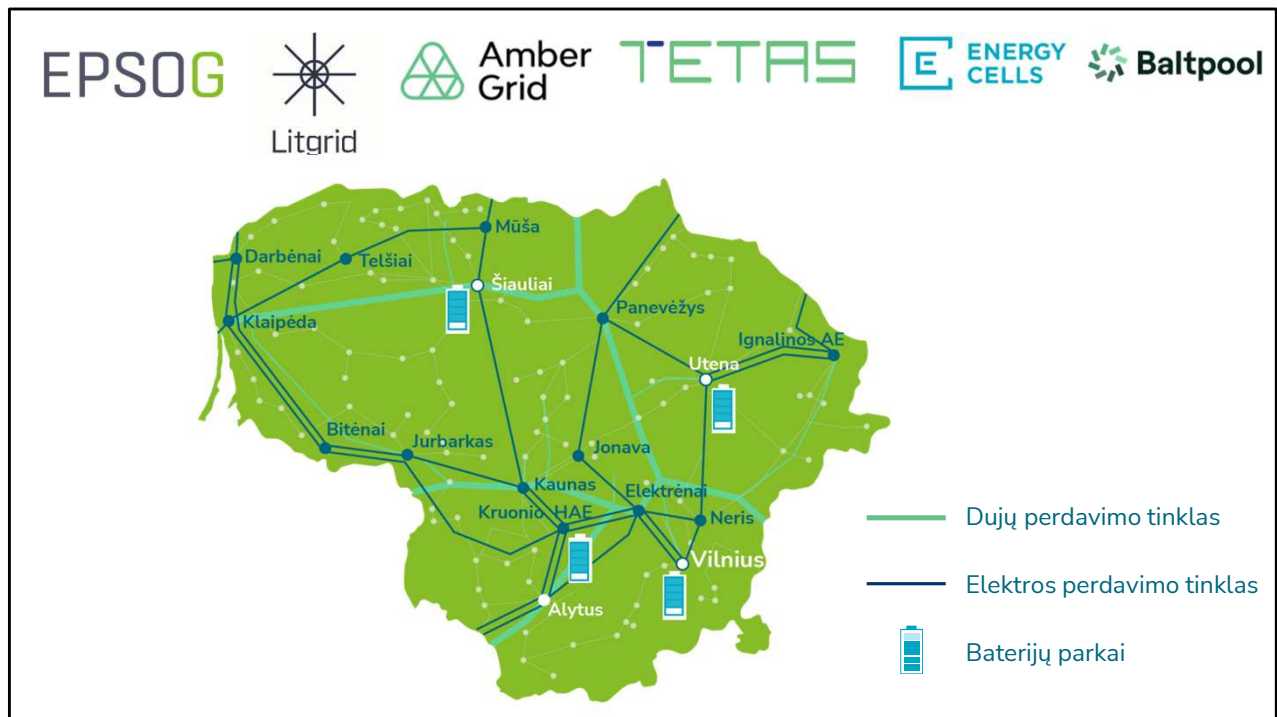 EPSOG
Litgrid
Amber
Grid
TETAS
ENERGY
CELLS
Baltpool
Mūša
Darbėnai
Telšiai
Šiauliai
Klaipėda
Panevėžys
Ignalinos AE
Utena
Bitėnai
Jurbarkas
Jonava
Kaunas
Elektrėnai
Kruonio HAE
Neris
Vilnius
Alytus
Dujų perdavimo tinklas
Elektros perdavimo tinklas
Baterijų parkai